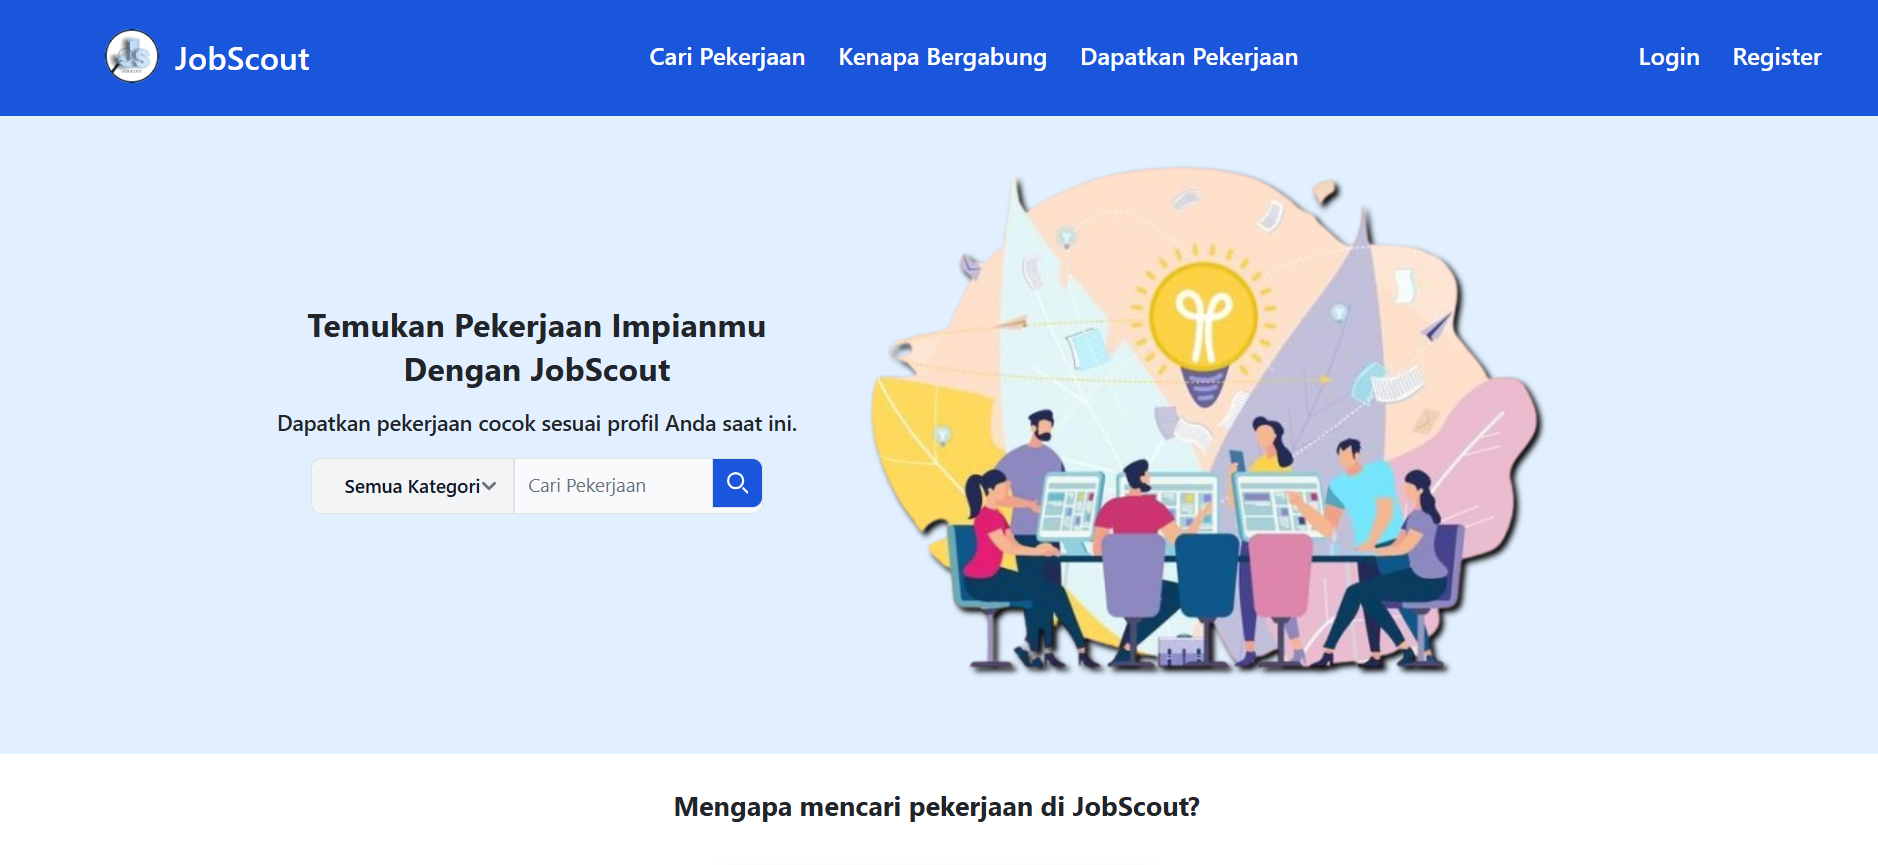 JobScout
Cari Pekerjaan
Kenapa Bergabung
Dapatkan Pekerjaan
Login
Register
Temukan Pekerjaan Impianmu
Dengan JobScout
Dapatkan pekerjaan cocok sesuai profil Anda saat ini.
Semua Kategori
Cari Pekerjaan
Mengapa mencari pekerjaan di JobScout?